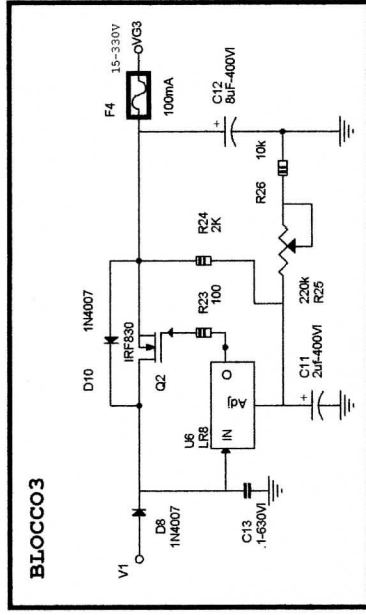 BLOCCO3
V1
D8
1N4007
C13
.1-630Vl
D10
1N4007
IRF830
Q2
U6
LR8
IN
Adj
O
R23
100
R24
2K
C11
2uf-400Vl
220k
R25
R26
10k
C12
8uF-400Vl
F4
100mA
15-330V
VG3